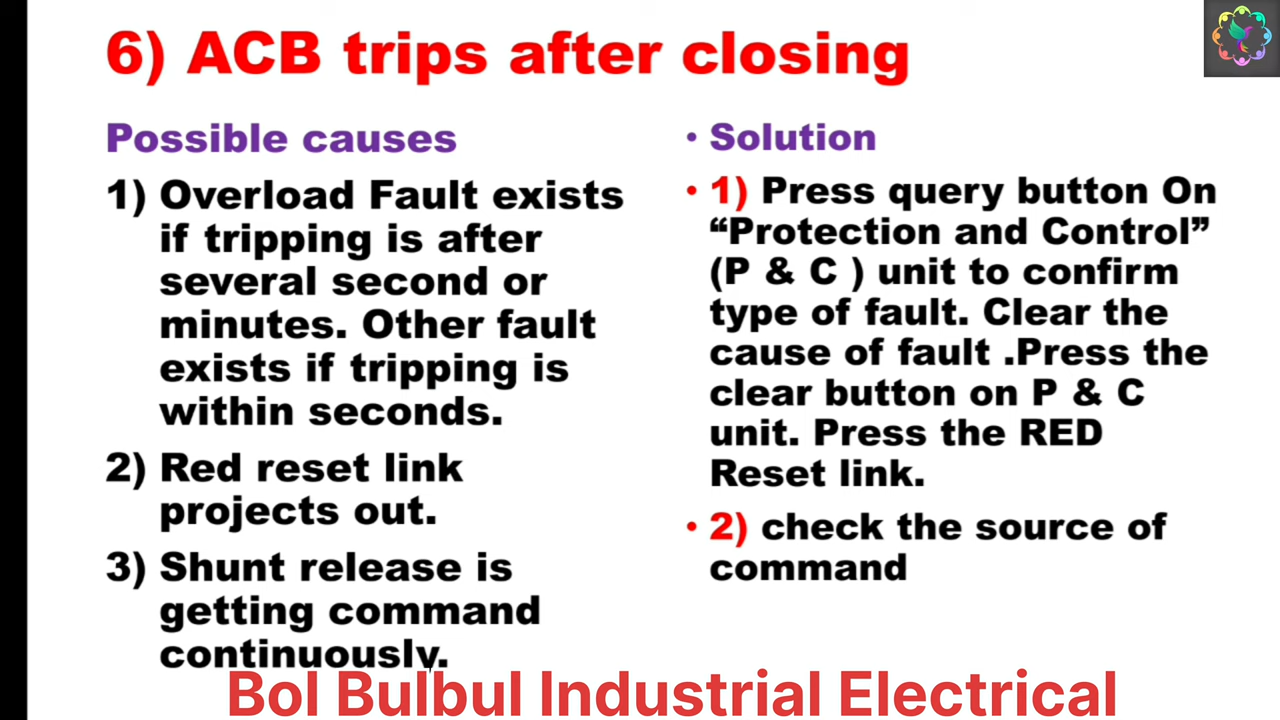 6) ACB trips after closing
Possible causes
1) Overload Fault exists
if tripping is after
several second or
minutes. Other fault
exists if tripping is
within seconds.
2) Red reset link
projects out.
3) Shunt release is
getting command
continuously.
• Solution
• 1) Press query button On
“Protection and Control”
(P & C ) unit to confirm
type of fault. Clear the
cause of fault .Press the
clear button on P & C
unit. Press the RED
Reset link.
• 2) check the source of
command
Bol Bulbul Industrial Electrical